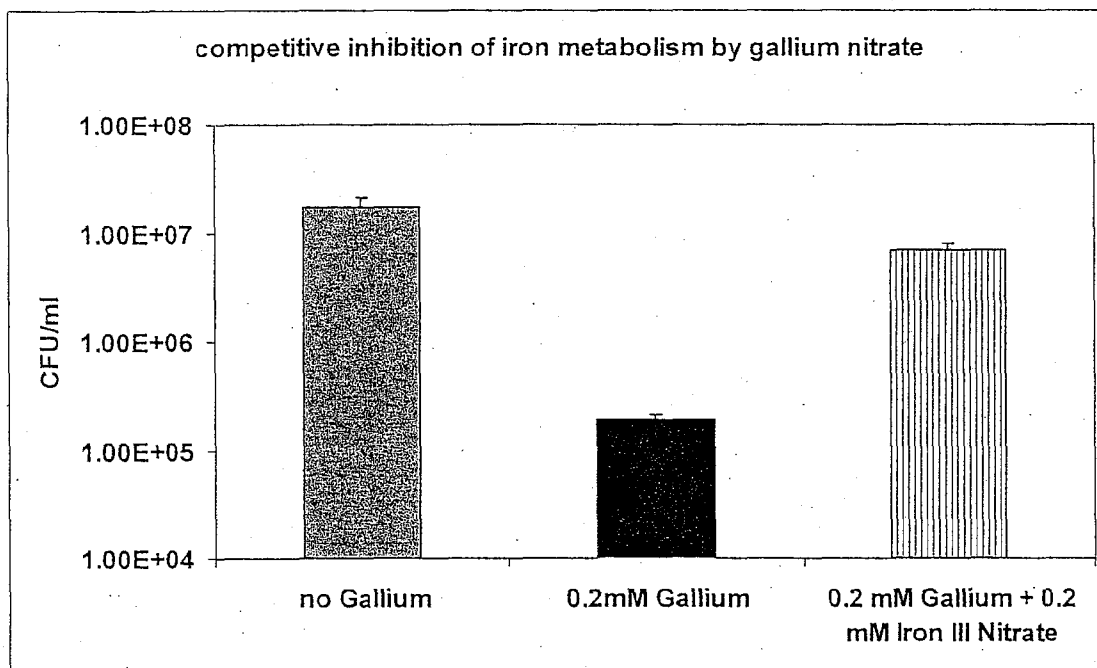 competitive inhibition of iron metabolism by gallium nitrate
1.00E+08
1.00E+07
1.00E+06
1.00E+05
1.00E+04
CFU/ml
no Gallium
0.2mM Gallium
0.2 mM Gallium + 0.2
mM Iron III Nitrate